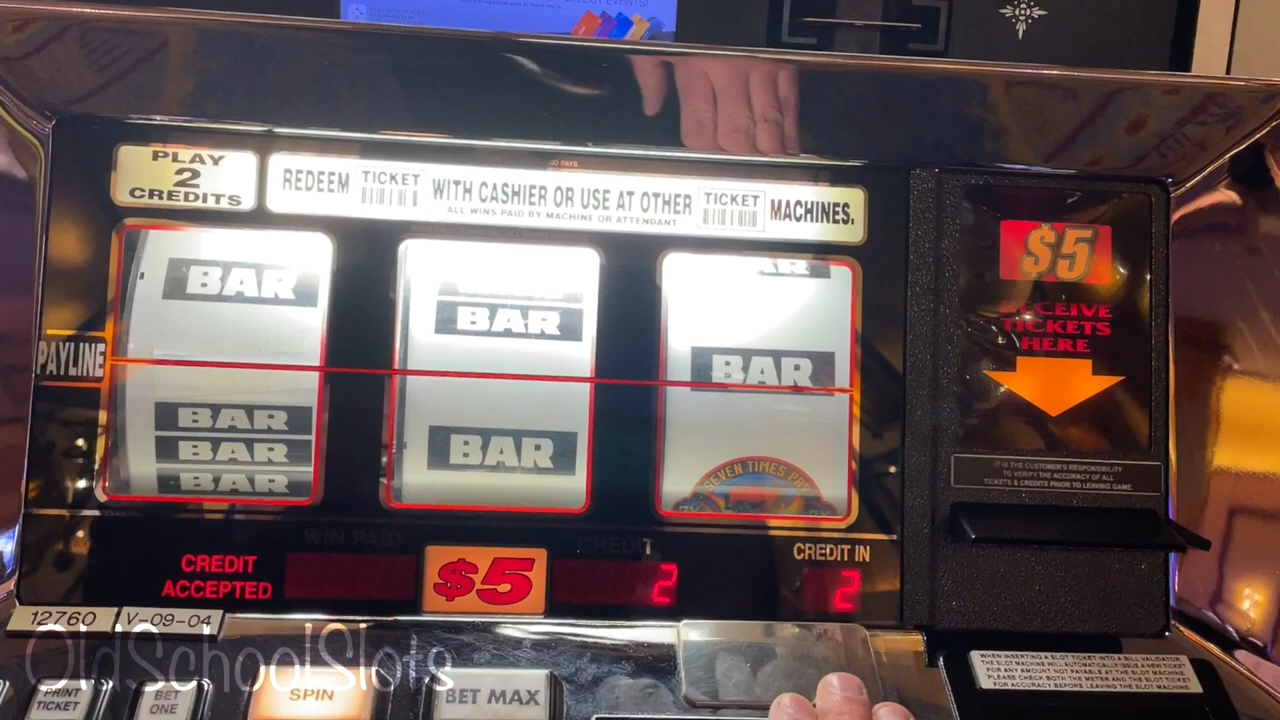 PLAY
2
CREDITS
REDEEM TICKET WITH CASHIER OR USE AT OTHER TICKET MACHINES.
ALL WINS PAID BY MACHINE OR ATTENDANT
$5
RECEIVE
TICKETS
HERE
BAR
BAR
BAR
PAYLINE
BAR
BAR
BAR
BAR
BAR
SEVEN TIMES PAY
IT IS THE CUSTOMER'S RESPONSIBILITY
TO VERIFY THE ACCURACY OF ALL
TICKETS & CREDITS PRIOR TO LEAVING GAME.
WIN PAID
CREDIT
CREDIT IN
CREDIT
ACCEPTED
$5
2
2
12760
V-09-04
OldSchoolSlots
PRINT
TICKET
BET
ONE
SPIN
BET MAX
WHEN INSERTING A SLOT TICKET INTO A BILL VALIDATOR,
THE SLOT MACHINE WILL AUTOMATICALLY ISSUE A NEW TICKET
FOR ANY AMOUNT NOT PLAYABLE AT THE SLOT MACHINE.
PLEASE CHECK BOTH THE METER AND THE SLOT TICKET
FOR ACCURACY BEFORE LEAVING THE SLOT MACHINE.